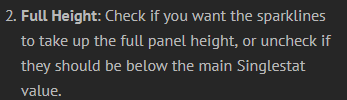 2. Full Height: Check if you want the sparklines
to take up the full panel height, or uncheck if
they should be below the main Singlestat
value.